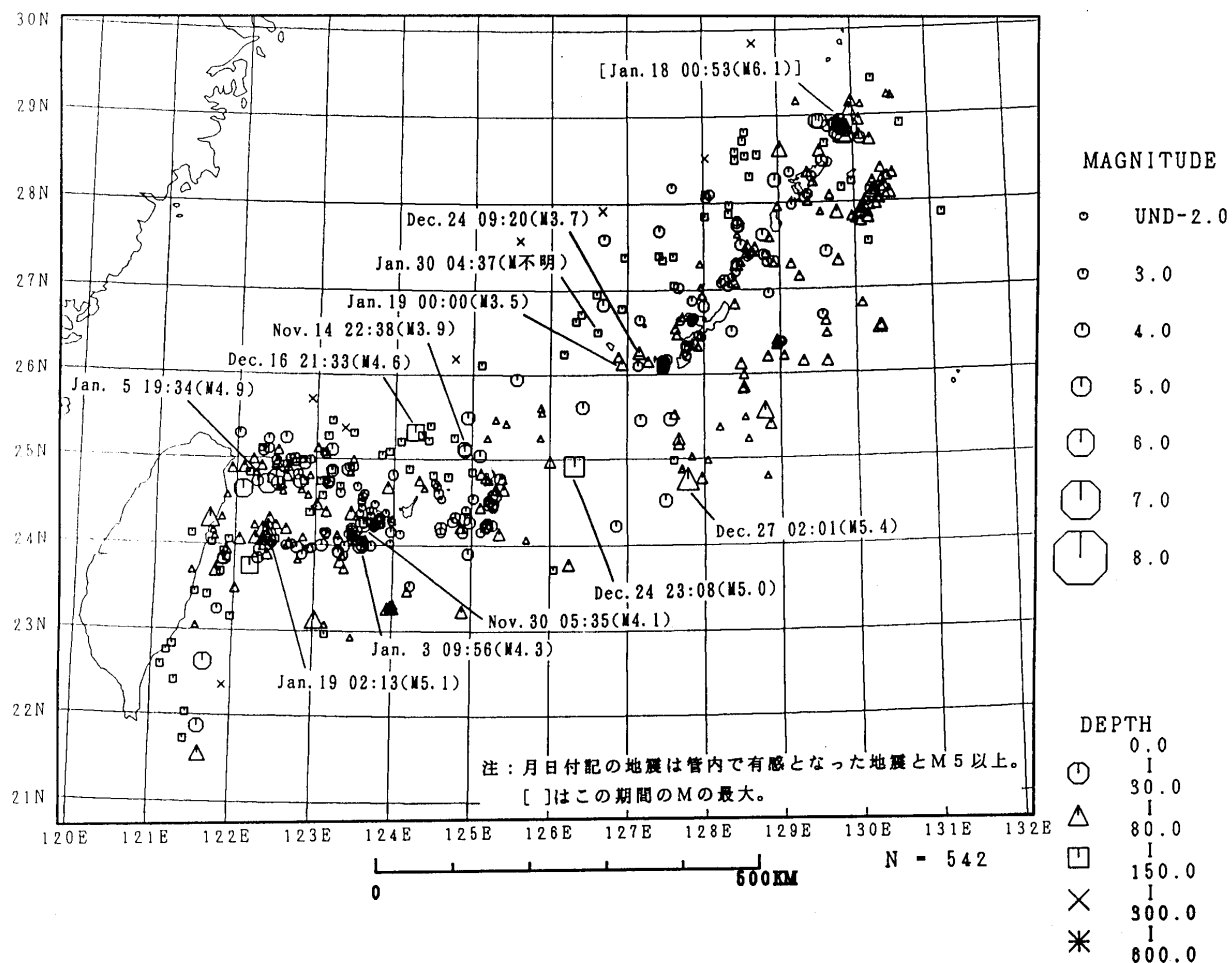 30N
29N
28N
27N
26N
25N
24N
23N
22N
21N
120E 121E 122E 123E 124E 125E 126E 127E 128E 129E 130E 131E 132E
[Jan.18 00:53(M6.1)]
Dec.24 09:20(M3.7)
Jan.30 04:37(M不明)
Jan.19 00:00(M3.5)
Nov.14 22:38(M3.9)
Dec.16 21:33(M4.6)
Jan. 5 19:34(M4.9)
Dec.27 02:01(M5.4)
Dec.24 23:08(M5.0)
Nov.30 05:35(M4.1)
Jan. 3 09:56(M4.3)
Jan.19 02:13(M5.1)
注：月日付記の地震は管内で有感となった地震とM5以上。
[ ]はこの期間のMの最大。
N = 542
0 500KM
MAGNITUDE
UND-2.0
3.0
4.0
5.0
6.0
7.0
8.0
DEPTH
0.0
I
30.0
I
80.0
I
150.0
I
300.0
I
600.0